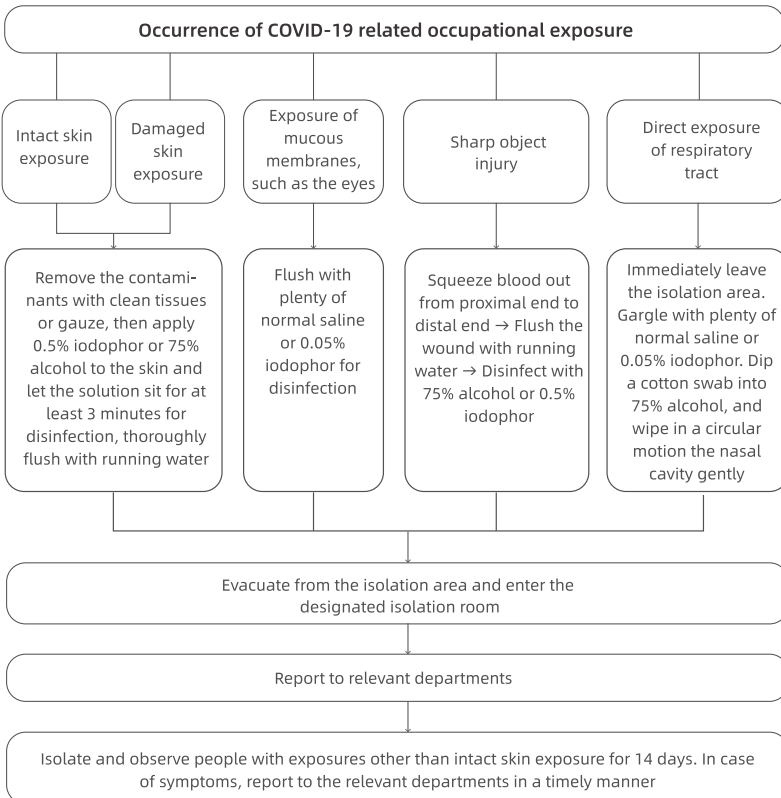 Occurrence of COVID-19 related occupational exposure
Intact skin
exposure
Damaged
skin
exposure
Exposure of
mucous
membranes,
such as the eyes
Sharp object
injury
Direct exposure
of respiratory
tract
Remove the contami-
nants with clean tissues
or gauze, then apply
0.5% iodophor or 75%
alcohol to the skin and
let the solution sit for at
least 3 minutes for
disinfection, thoroughly
flush with running water
Flush with
plenty of
normal saline
or 0.05%
iodophor for
disinfection
Squeeze blood out
from proximal end to
distal end → Flush the
wound with running
water → Disinfect with
75% alcohol or 0.5%
iodophor
Immediately leave
the isolation area.
Gargle with plenty of
normal saline or
0.05% iodophor. Dip
a cotton swab into
75% alcohol, and
wipe in a circular
motion the nasal
cavity gently
Evacuate from the isolation area and enter the
designated isolation room
Report to relevant departments
Isolate and observe people with exposures other than intact skin exposure for 14 days. In case
of symptoms, report to the relevant departments in a timely manner